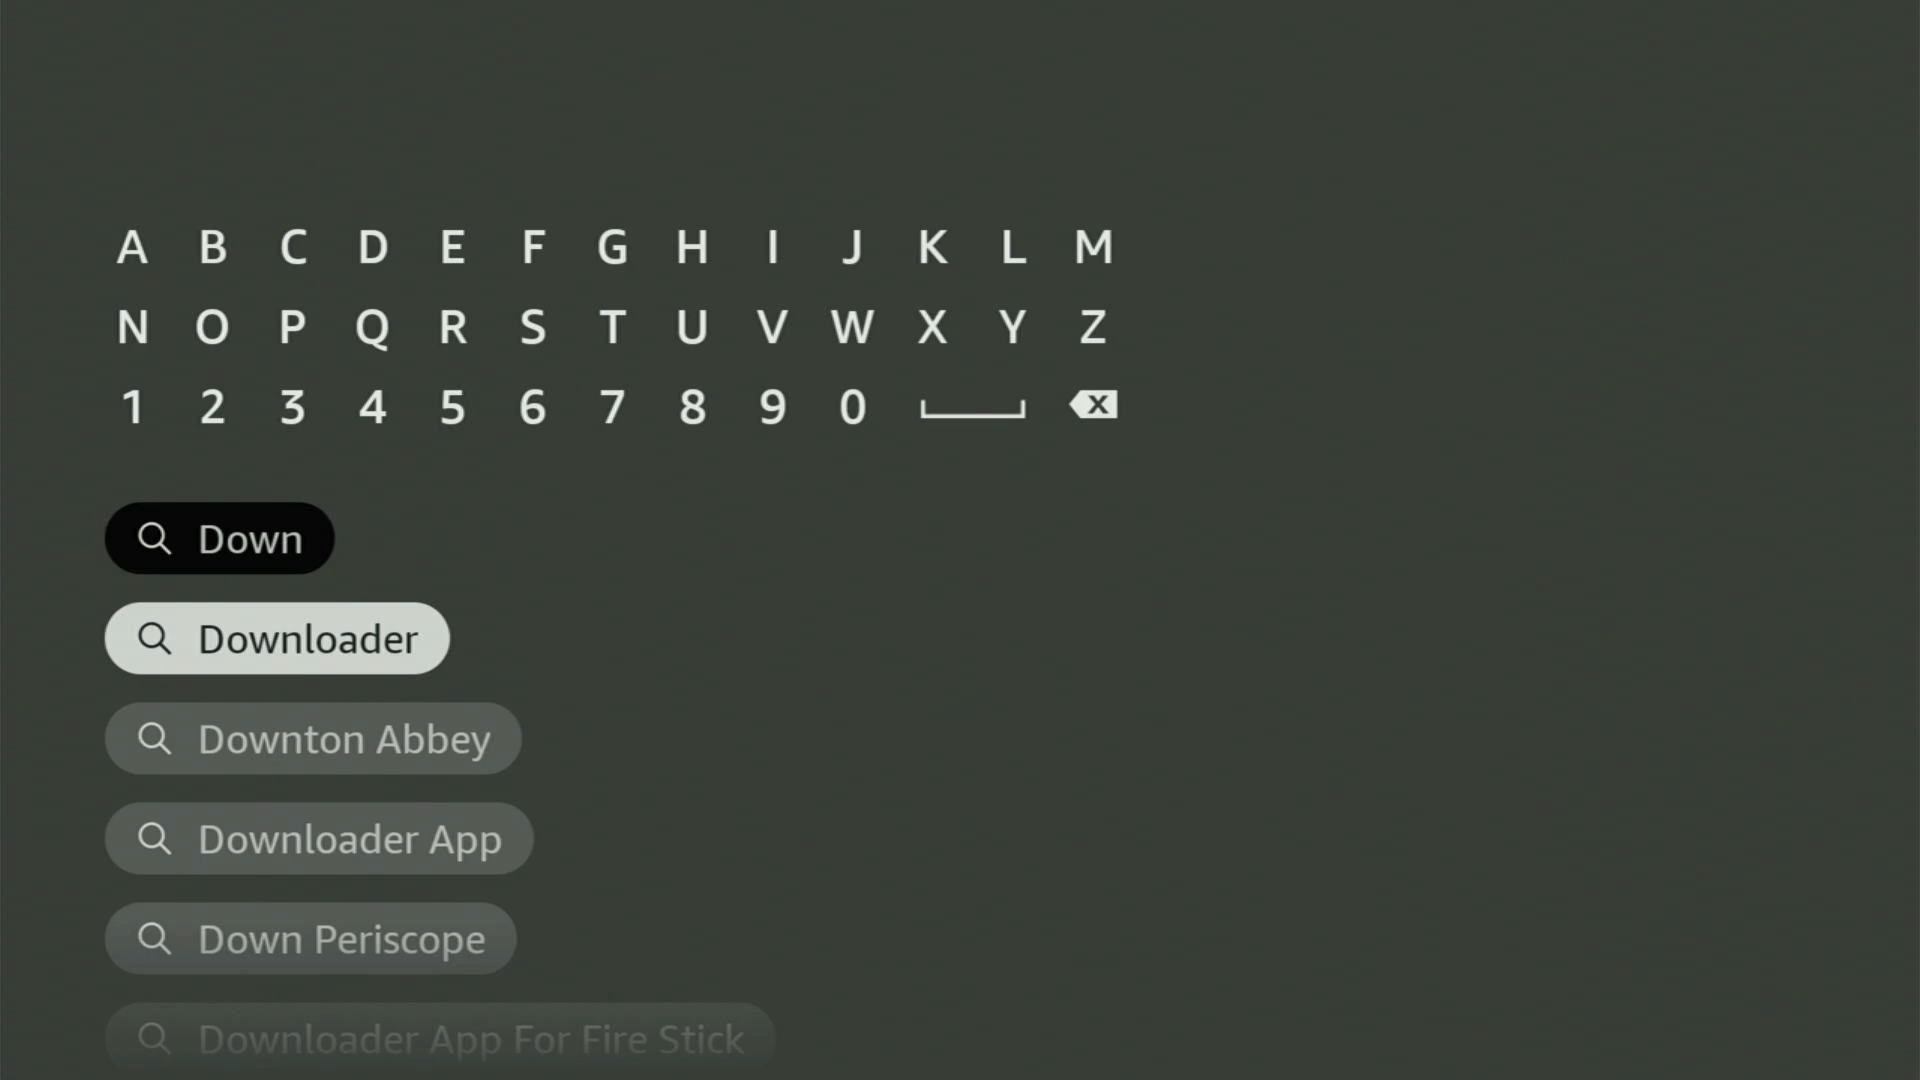 A B C D E F G H I J K L M
N O P Q R S T U V W X Y Z
1 2 3 4 5 6 7 8 9 0
Down
Downloader
Downton Abbey
Downloader App
Down Periscope
Downloader App For Fire Stick